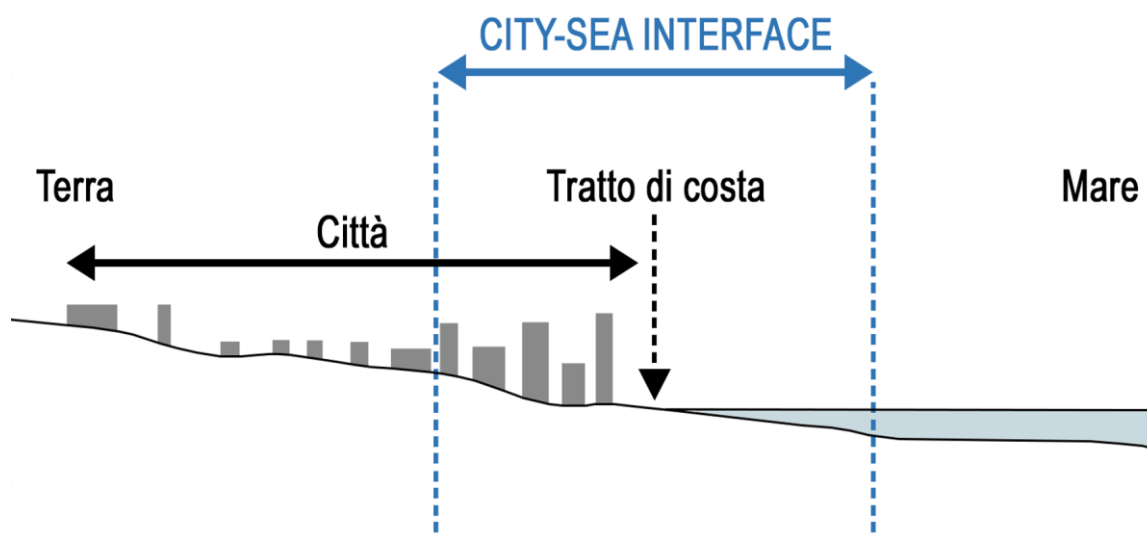 CITY-SEA INTERFACE
Terra
Tratto di costa
Mare
Città